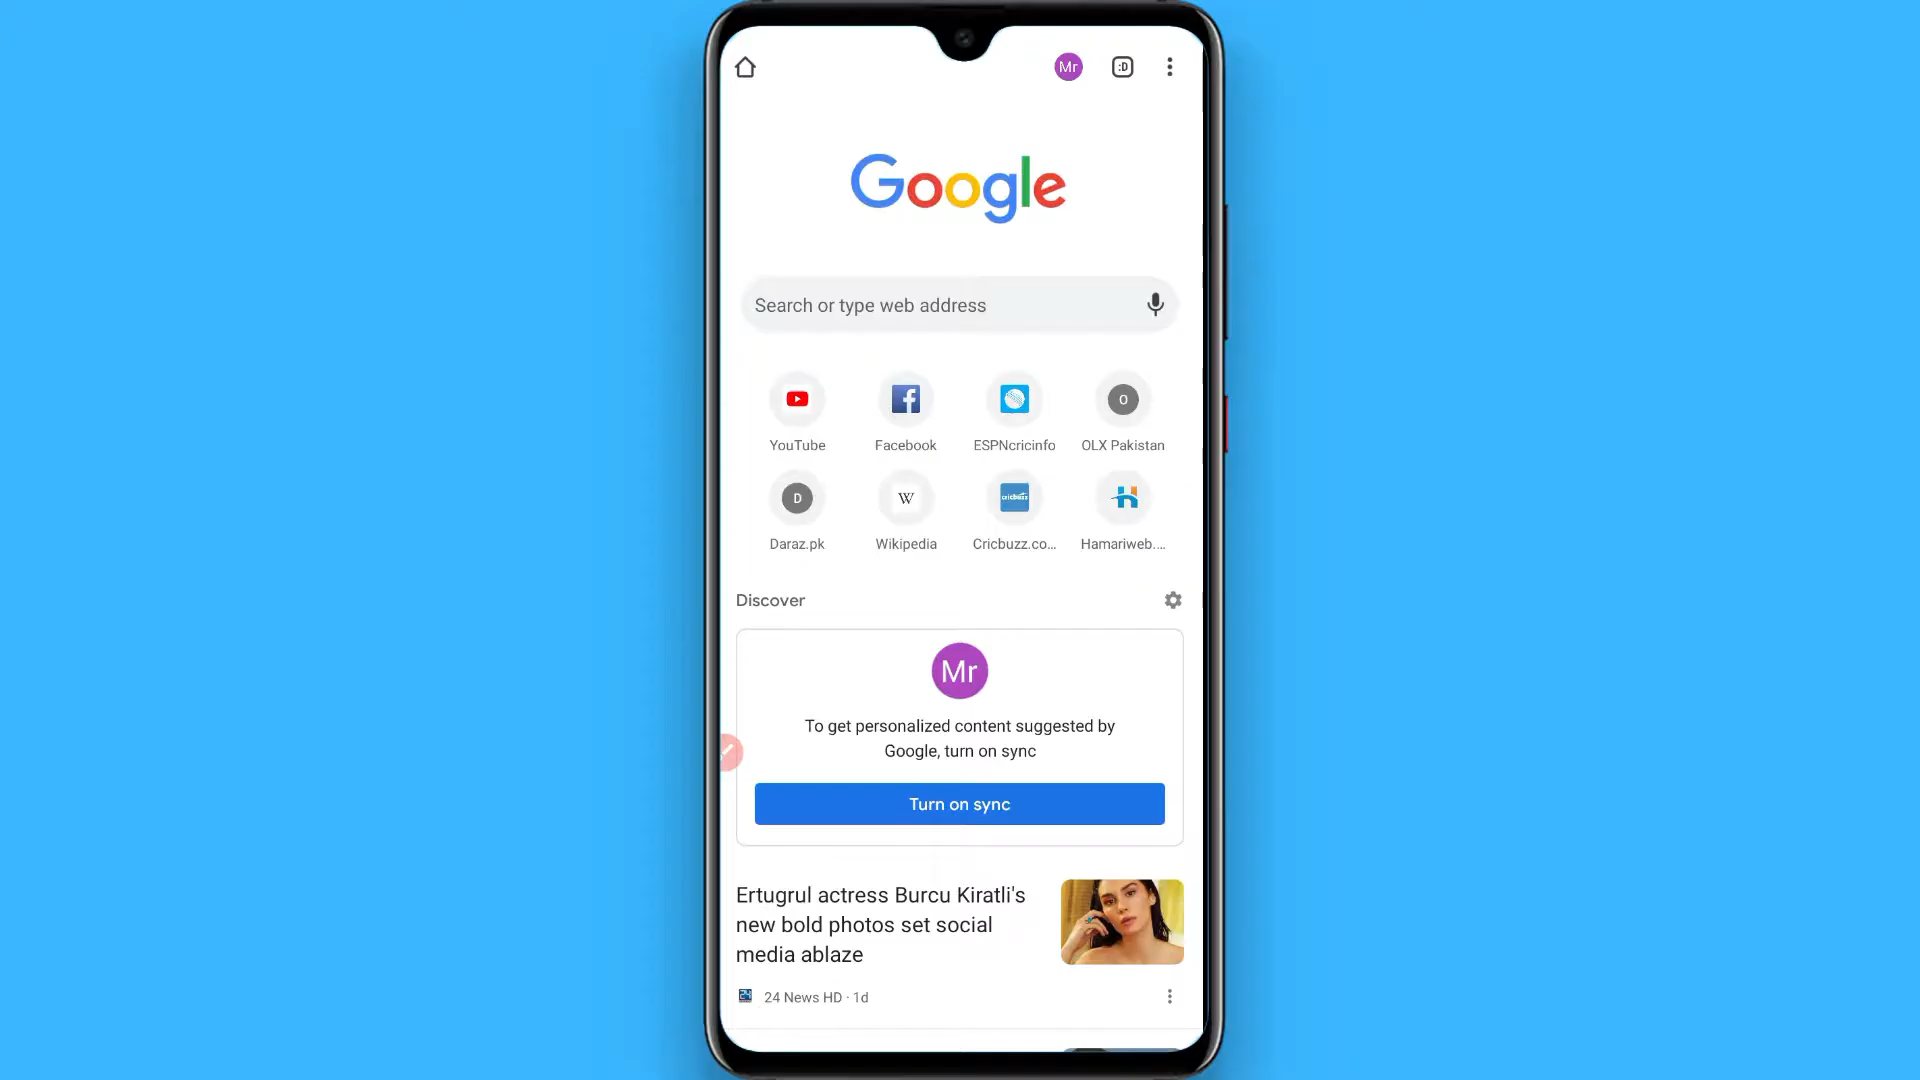 Mr
:D
Google
Search or type web address
YouTube
Facebook
ESPNcricinfo
O
OLX Pakistan
D
Daraz.pk
W
Wikipedia
cricbuzz
Cricbuzz.co...
Hamariweb....
Discover
Mr
To get personalized content suggested by
Google, turn on sync
Turn on sync
Ertugrul actress Burcu Kiratli's
new bold photos set social
media ablaze
24
24 News HD · 1d